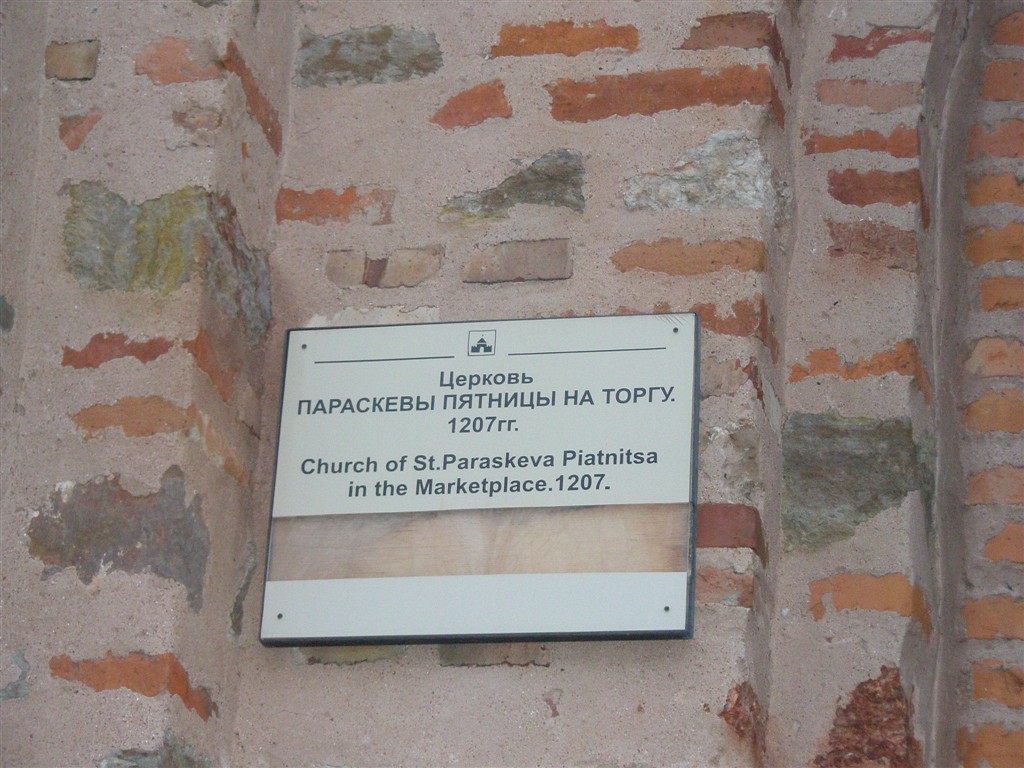 Церковь
ПАРАСКЕВЫ ПЯТНИЦЫ НА ТОРГУ.
1207гг.
Church of St.Paraskeva Piatnitsa
in the Marketplace.1207.